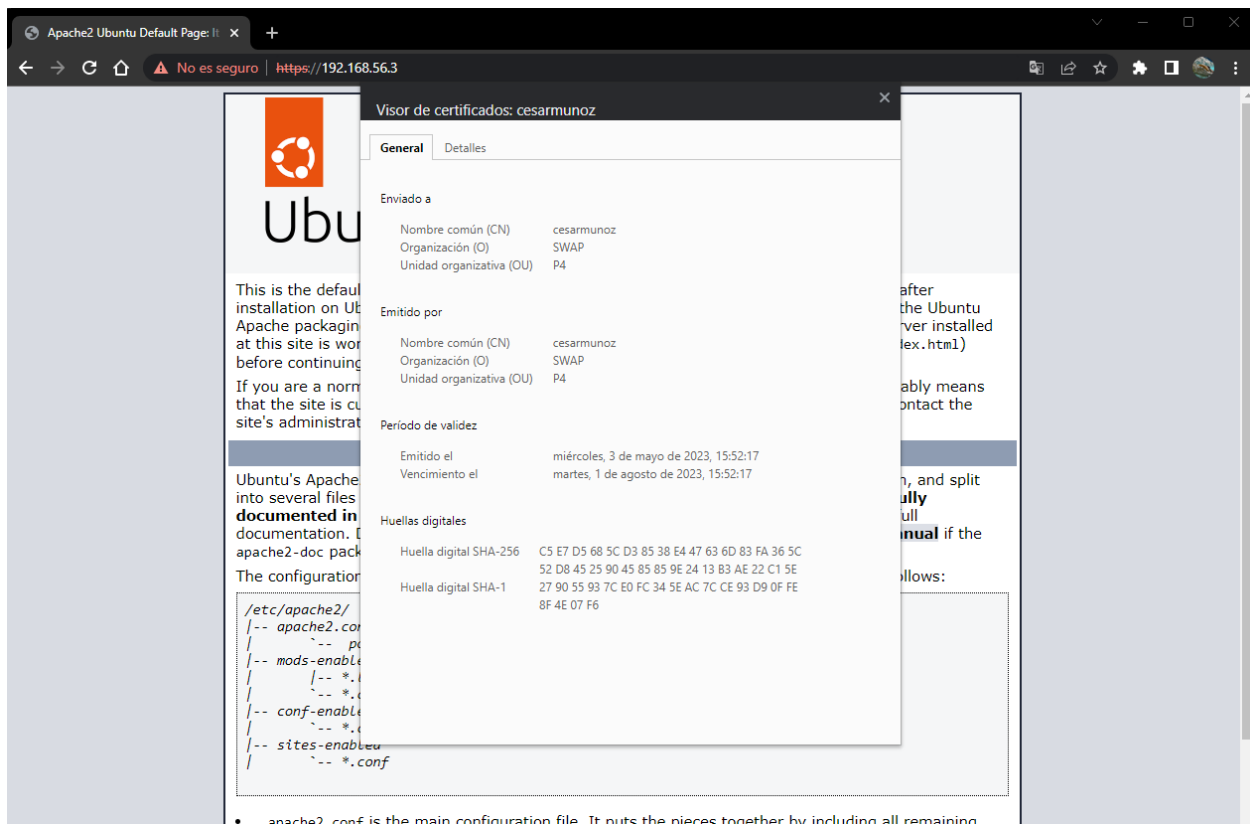 Apache2 Ubuntu Default Page: It
No es seguro | https://192.168.56.3
Visor de certificados: cesarmunoz
General Detalles
Enviado a
Nombre común (CN) cesarmunoz
Organización (O) SWAP
Unidad organizativa (OU) P4
Emitido por
Nombre común (CN) cesarmunoz
Organización (O) SWAP
Unidad organizativa (OU) P4
Período de validez
Emitido el miércoles, 3 de mayo de 2023, 15:52:17
Vencimiento el martes, 1 de agosto de 2023, 15:52:17
Huellas digitales
Huella digital SHA-256 C5 E7 D5 68 5C D3 85 38 E4 47 63 6D 83 FA 36 5C
52 D8 45 25 90 45 85 85 9E 24 13 B3 AE 22 C1 5E
Huella digital SHA-1 27 90 55 93 7C E0 FC 34 5E AC 7C CE 93 D9 0F FE
8F 4E 07 F6
Ubu
This is the defaul after
installation on Ub the Ubuntu
Apache packagin rver installed
at this site is wor dex.html)
before continuing
If you are a norm ably means
that the site is cu ontact the
site's administrat
Ubuntu's Apache n, and split
into several files ully
documented in ull
documentation. D anual if the
apache2-doc pack
The configuration ollows:
/etc/apache2/
|-- apache2.con
| `-- po
|-- mods-enable
| |-- *.l
| `-- *.c
|-- conf-enable
| `-- *.c
|-- sites-enabled
| `-- *.conf
• apache2.conf is the main configuration file. It puts the pieces together by including all remaining